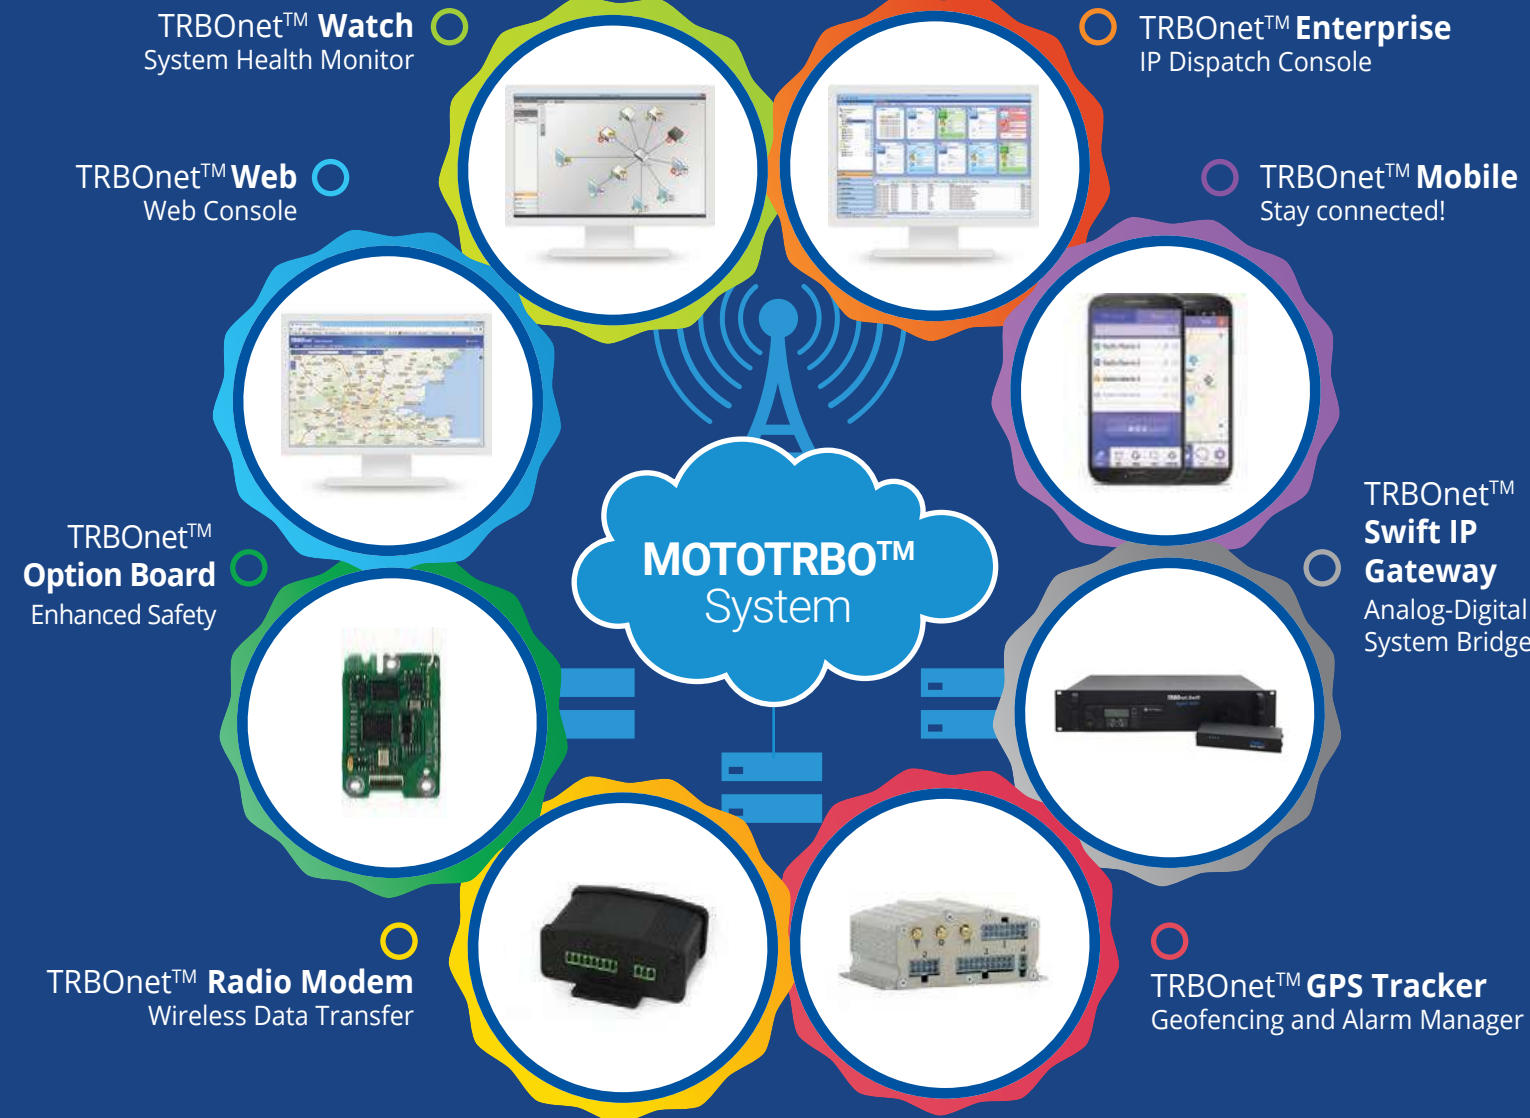 TRBOnet™ Watch
System Health Monitor
TRBOnet™ Enterprise
IP Dispatch Console
TRBOnet™ Web
Web Console
TRBOnet™ Mobile
Stay connected!
TRBOnet™
Option Board
Enhanced Safety
MOTOTRBO™
System
TRBOnet™
Swift IP
Gateway
Analog-Digital
System Bridge
TRBOnet™ Radio Modem
Wireless Data Transfer
TRBOnet™ GPS Tracker
Geofencing and Alarm Manager